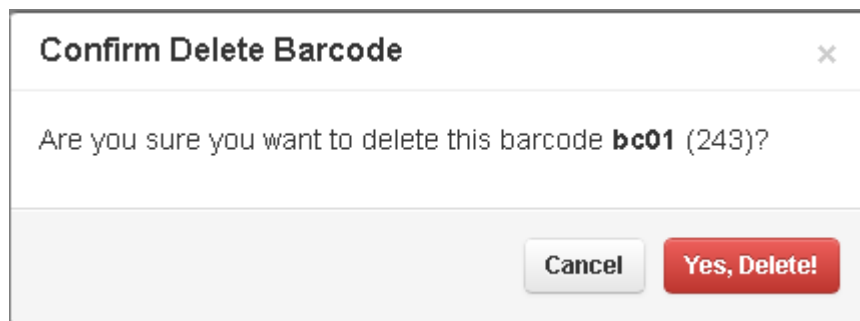 Confirm Delete Barcode
×
Are you sure you want to delete this barcode bc01 (243)?
Cancel
Yes, Delete!